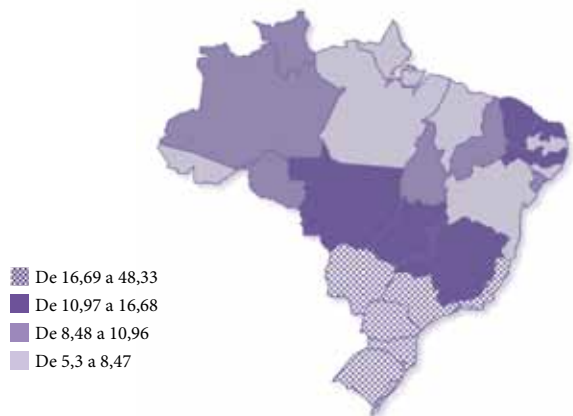 De 16,69 a 48,33
De 10,97 a 16,68
De 8,48 a 10,96
De 5,3 a 8,47